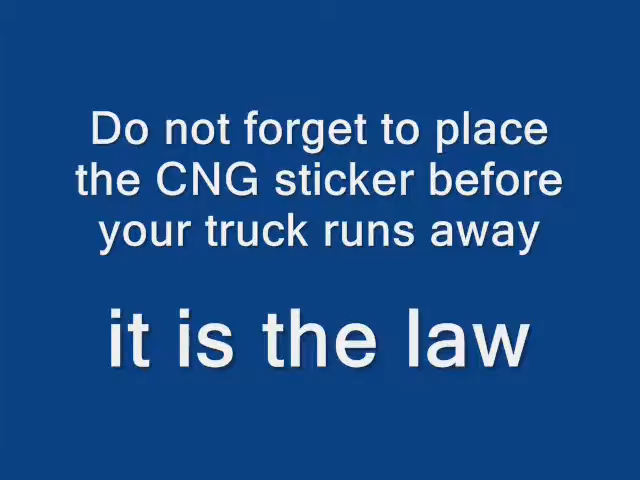 Do not forget to place
the CNG sticker before
your truck runs away
it is the law